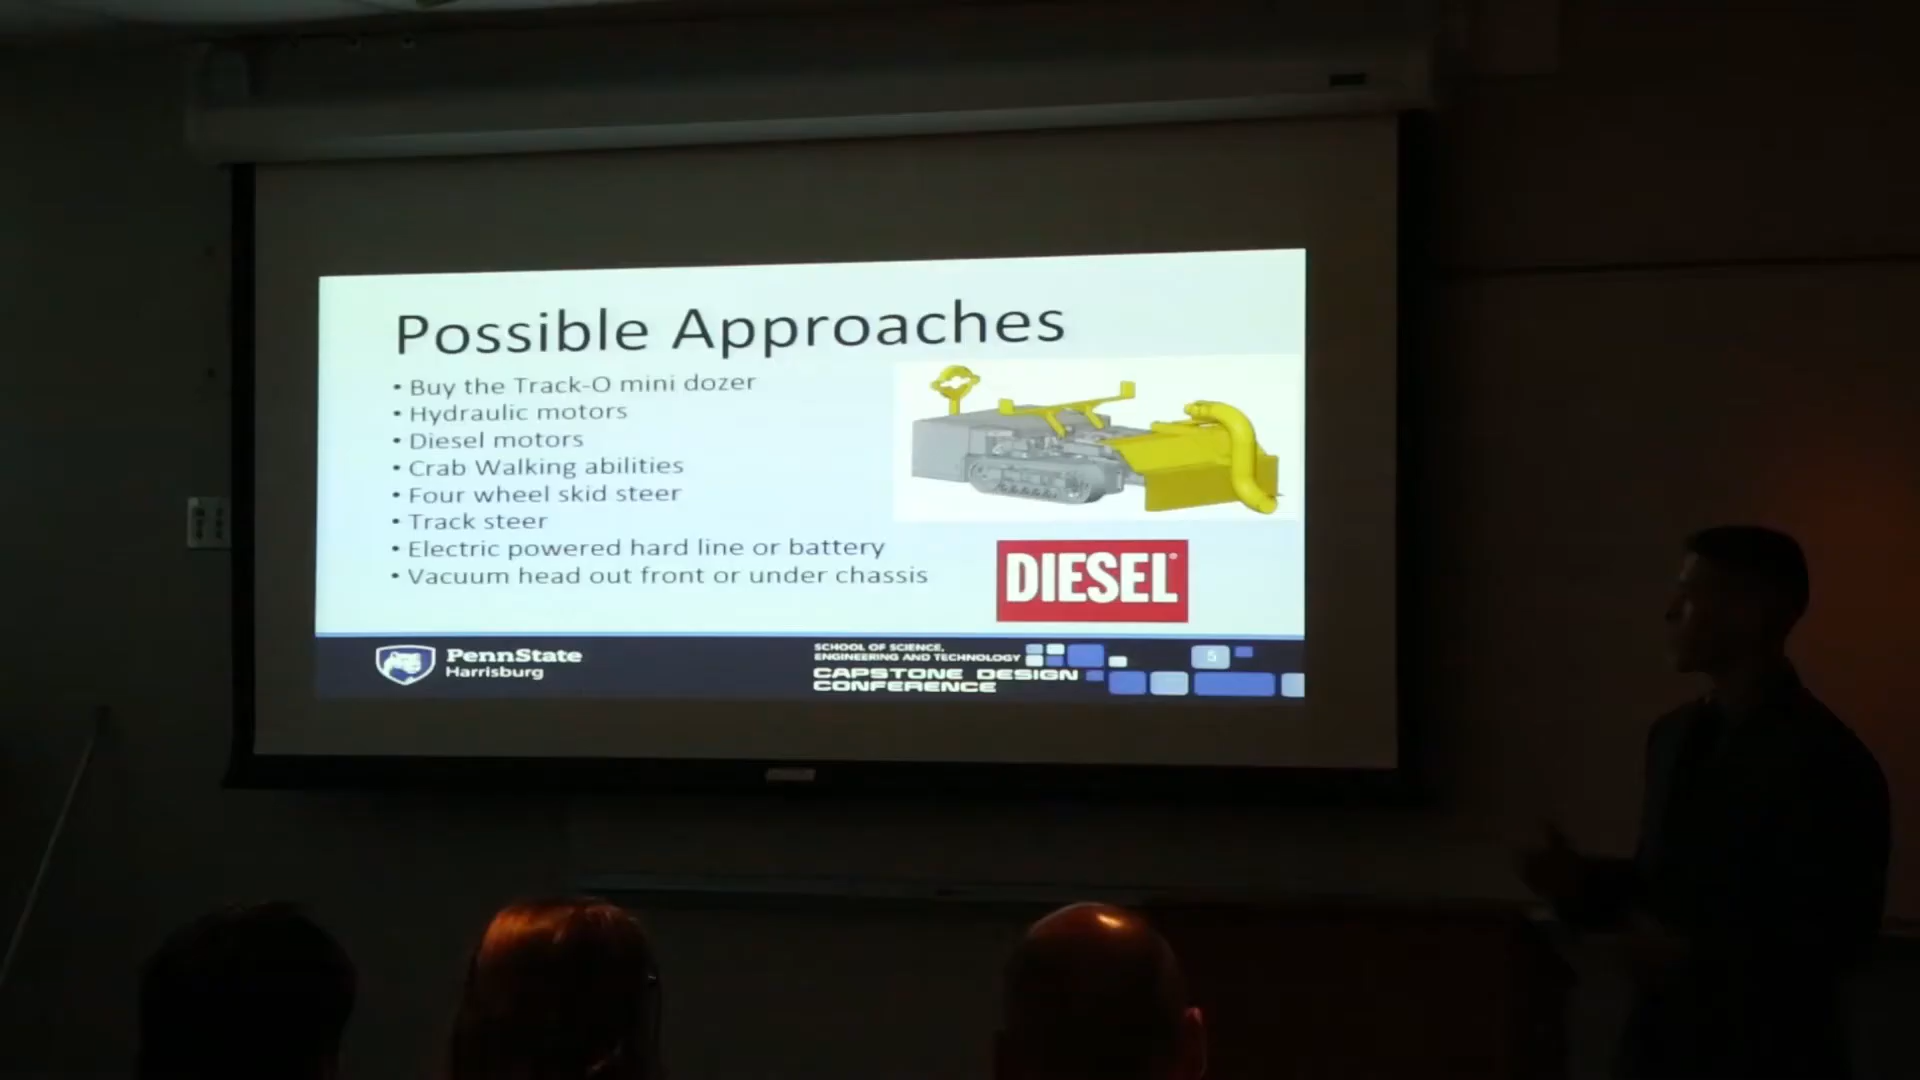 Possible Approaches
• Buy the Track-O mini dozer
• Hydraulic motors
• Diesel motors
• Crab Walking abilities
• Four wheel skid steer
• Track steer
• Electric powered hard line or battery
• Vacuum head out front or under chassis
DIESEL
PennState
Harrisburg
SCHOOL OF SCIENCE,
ENGINEERING AND TECHNOLOGY
CAPSTONE DESIGN
CONFERENCE
5